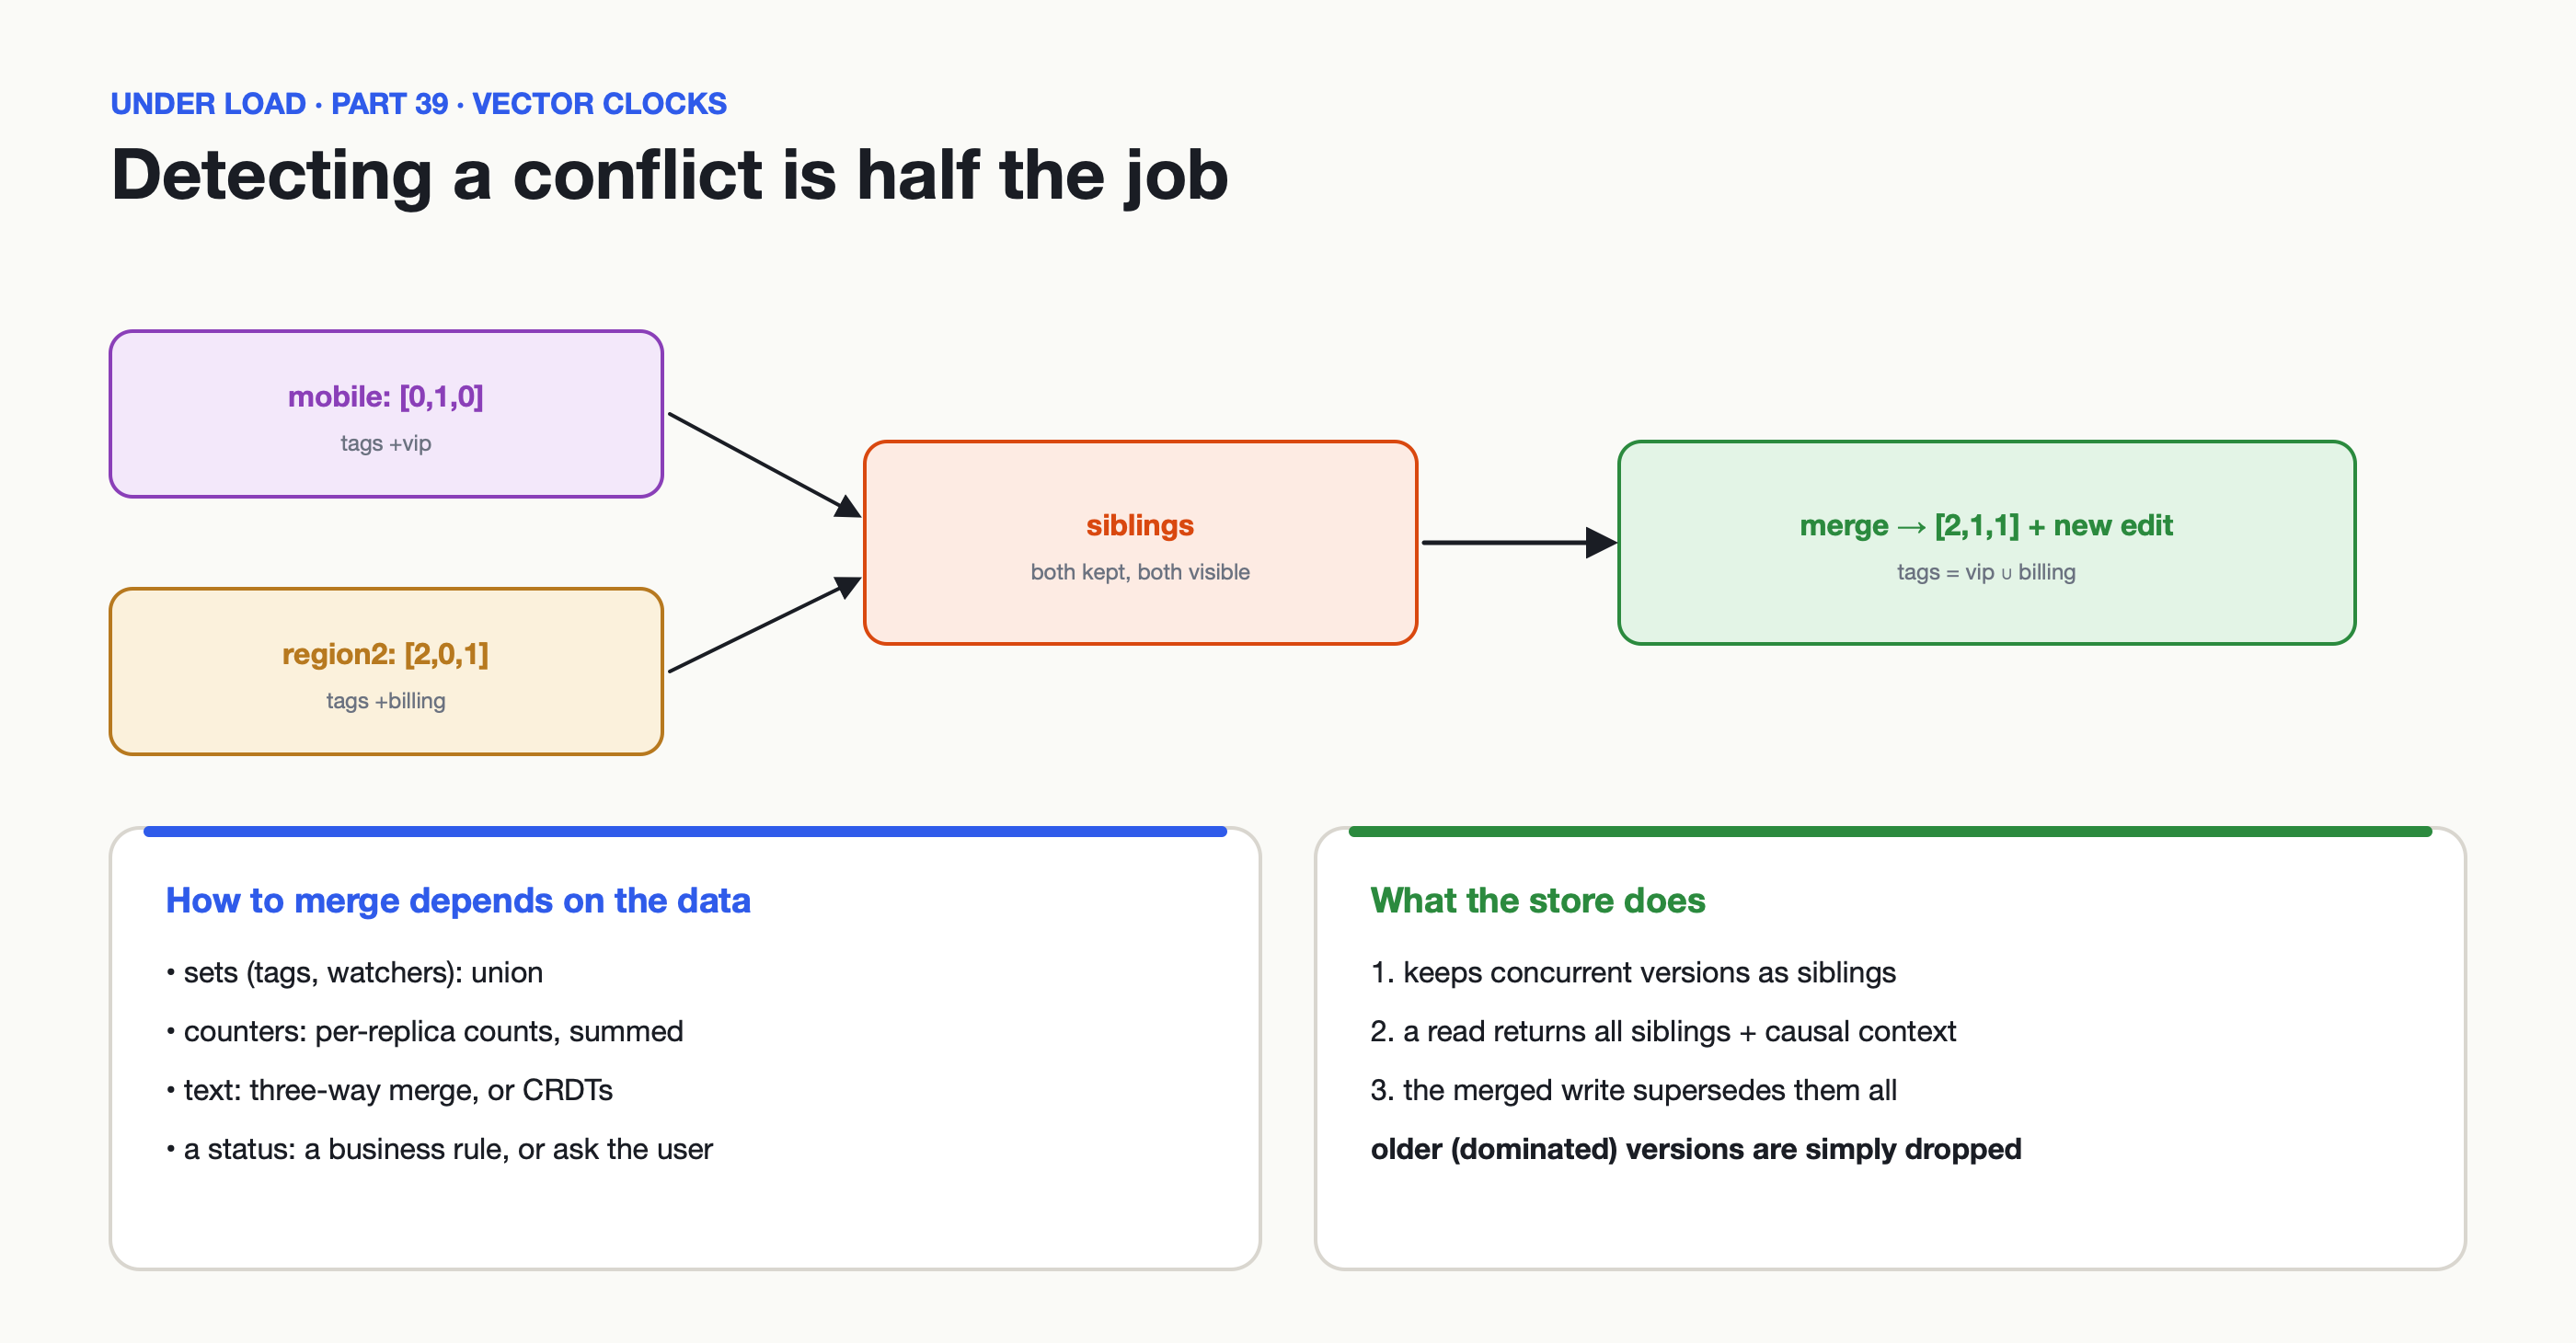 UNDER LOAD · PART 39 · VECTOR CLOCKS
Detecting a conflict is half the job
mobile: [0,1,0]
tags +vip
region2: [2,0,1]
tags +billing
siblings
both kept, both visible
merge → [2,1,1] + new edit
tags = vip ∪ billing
How to merge depends on the data
• sets (tags, watchers): union
• counters: per-replica counts, summed
• text: three-way merge, or CRDTs
• a status: a business rule, or ask the user
What the store does
1. keeps concurrent versions as siblings
2. a read returns all siblings + causal context
3. the merged write supersedes them all
older (dominated) versions are simply dropped